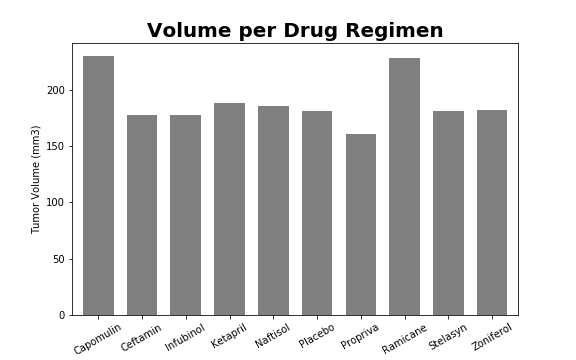 Volume per Drug Regimen
Tumor Volume (mm3)
200
150
100
50
0
Capomulin
Ceftamin
Infubinol
Ketapril
Naftisol
Placebo
Propriva
Ramicane
Stelasyn
Zoniferol